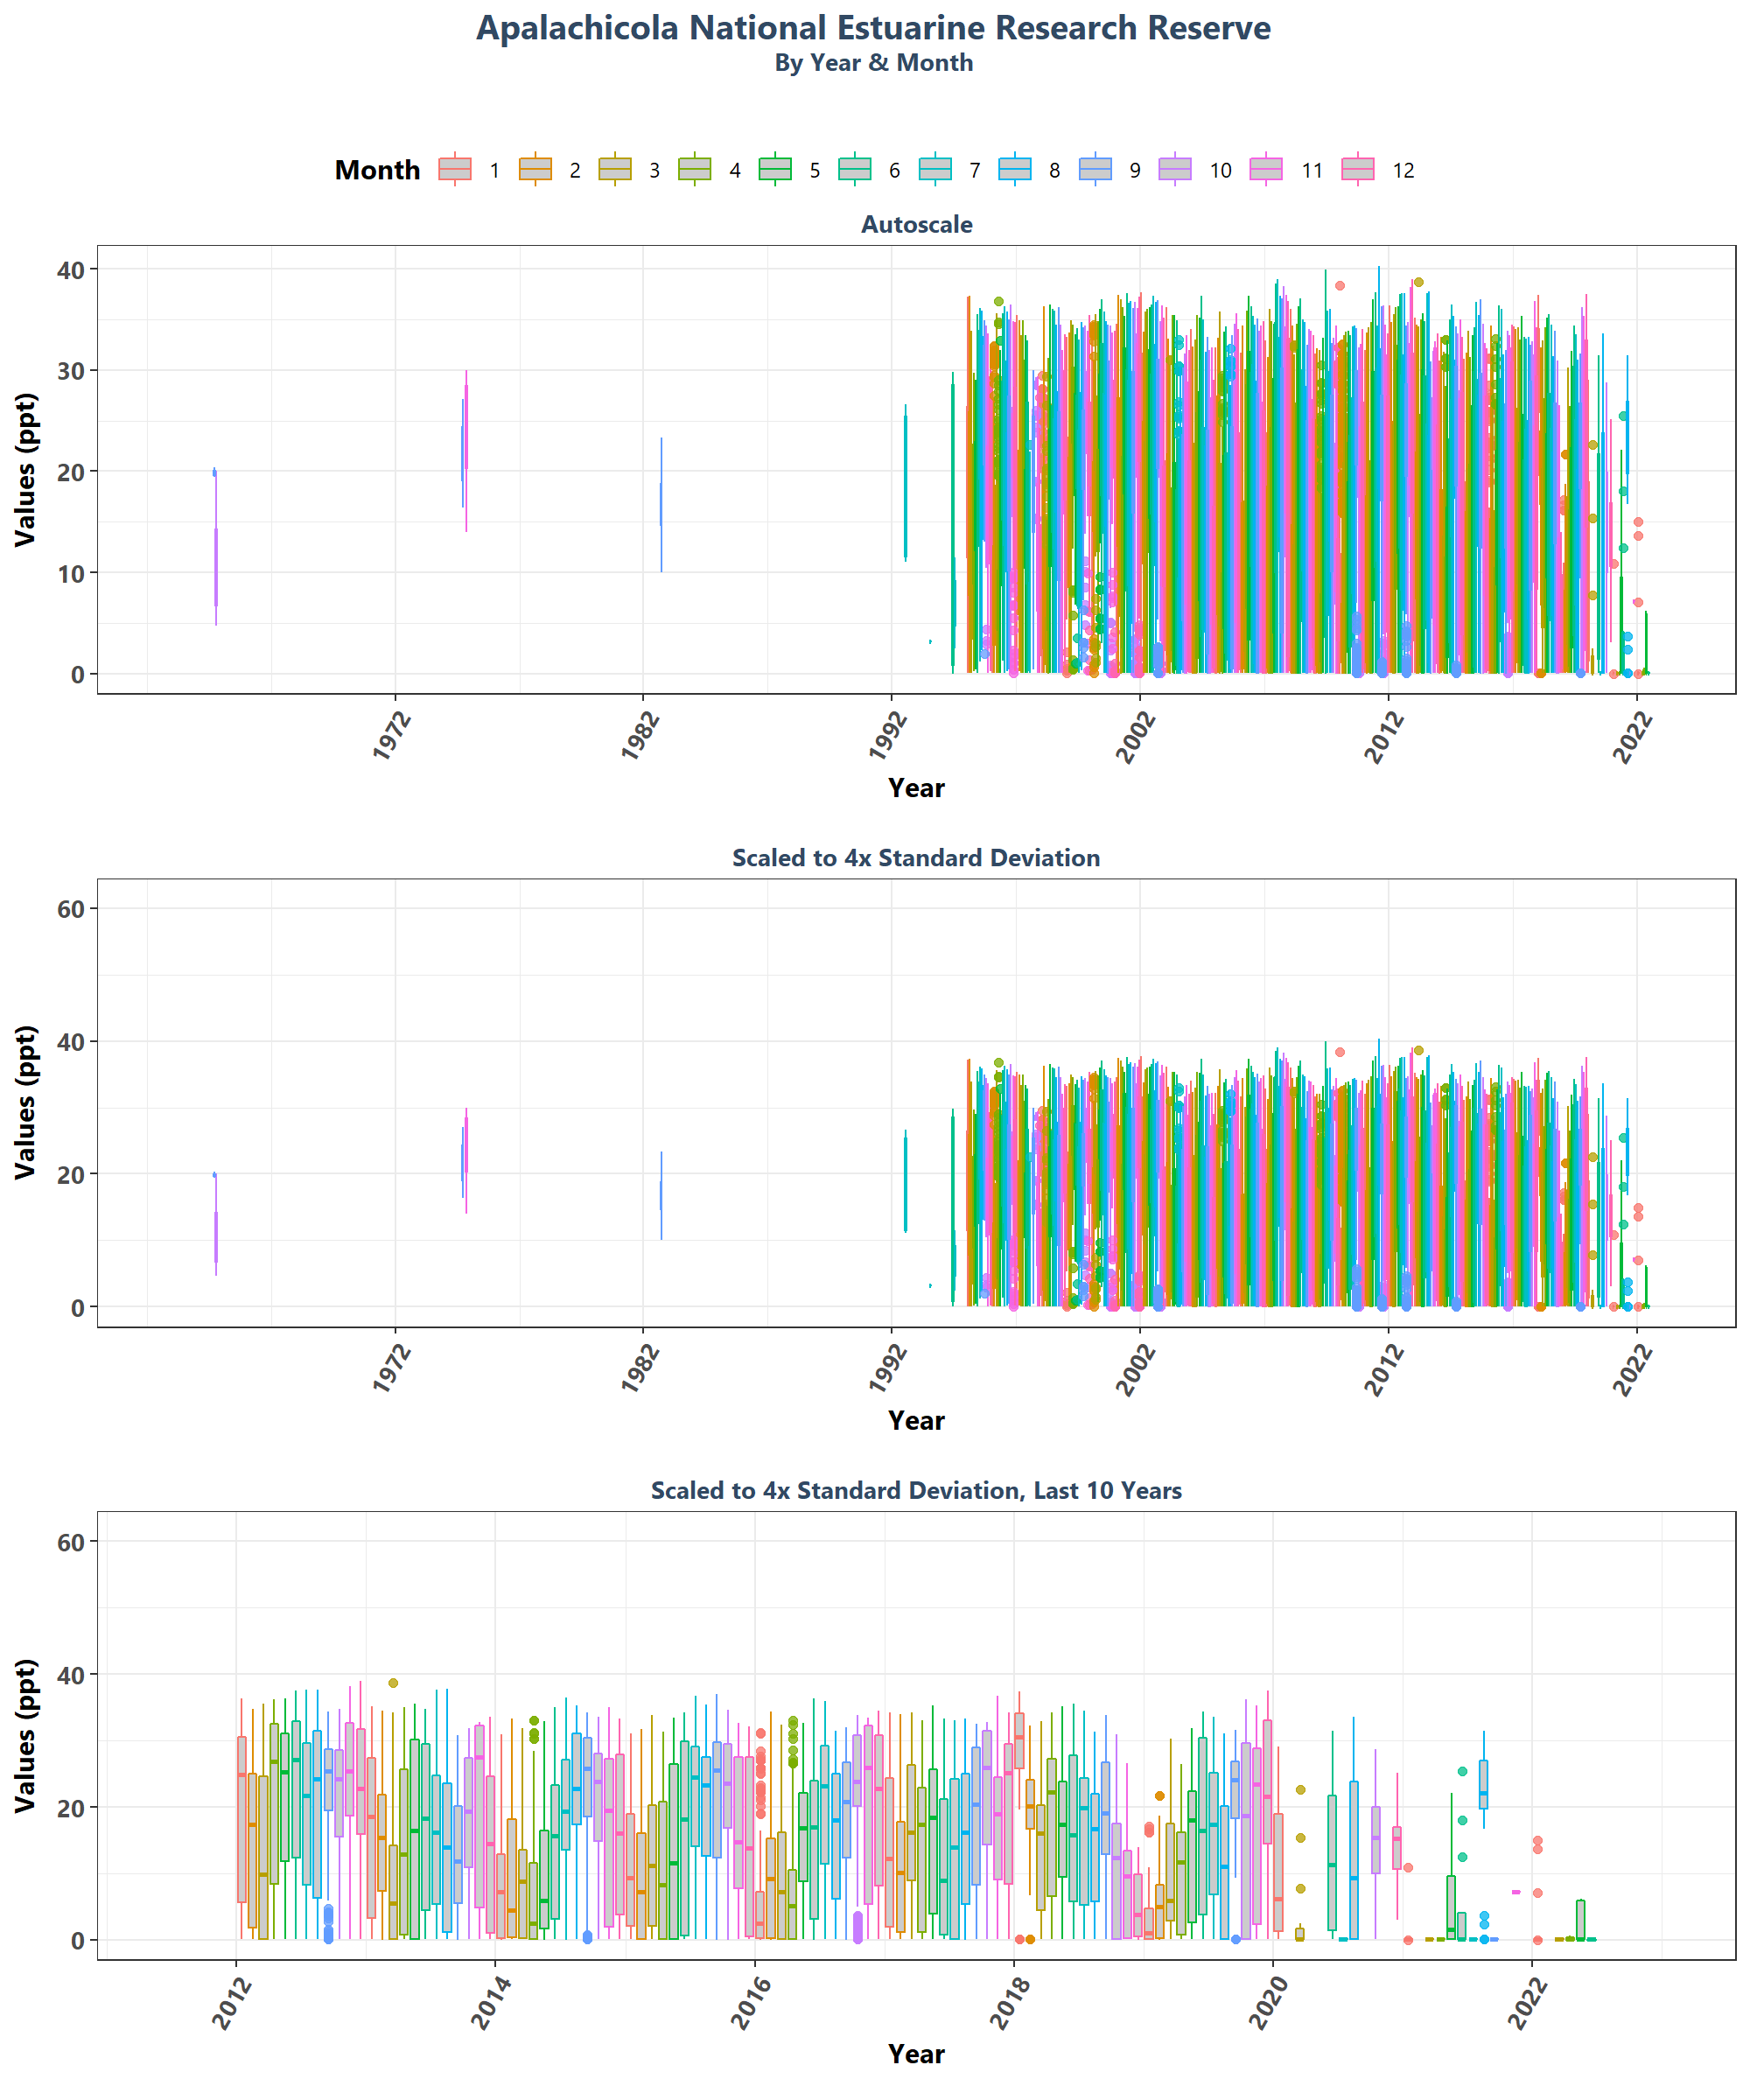 Apalachicola National Estuarine Research Reserve
By Year & Month
Month 1 2 3 4 5 6 7 8 9 10 11 12
Autoscale
Values (ppt)
40
30
20
10
0
1972 1982 1992 2002 2012 2022
Year
Scaled to 4x Standard Deviation
Values (ppt)
60
40
20
0
1972 1982 1992 2002 2012 2022
Year
Scaled to 4x Standard Deviation, Last 10 Years
Values (ppt)
60
40
20
0
2012 2014 2016 2018 2020 2022
Year